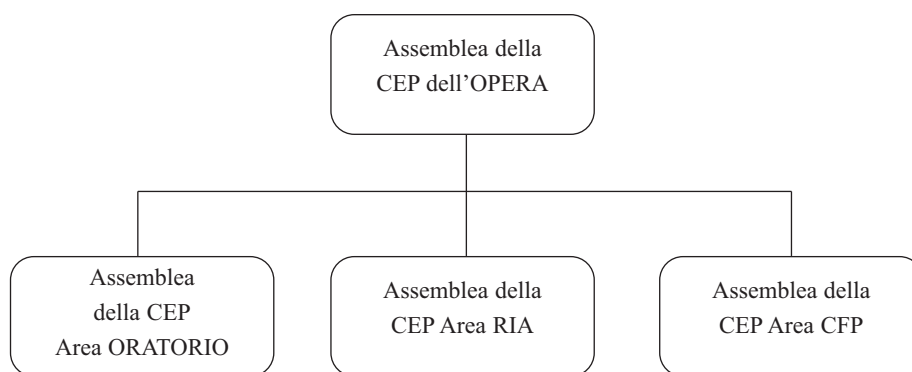 Assemblea della
CEP dell’OPERA
Assemblea
della CEP
Area ORATORIO
Assemblea della
CEP Area RIA
Assemblea della
CEP Area CFP